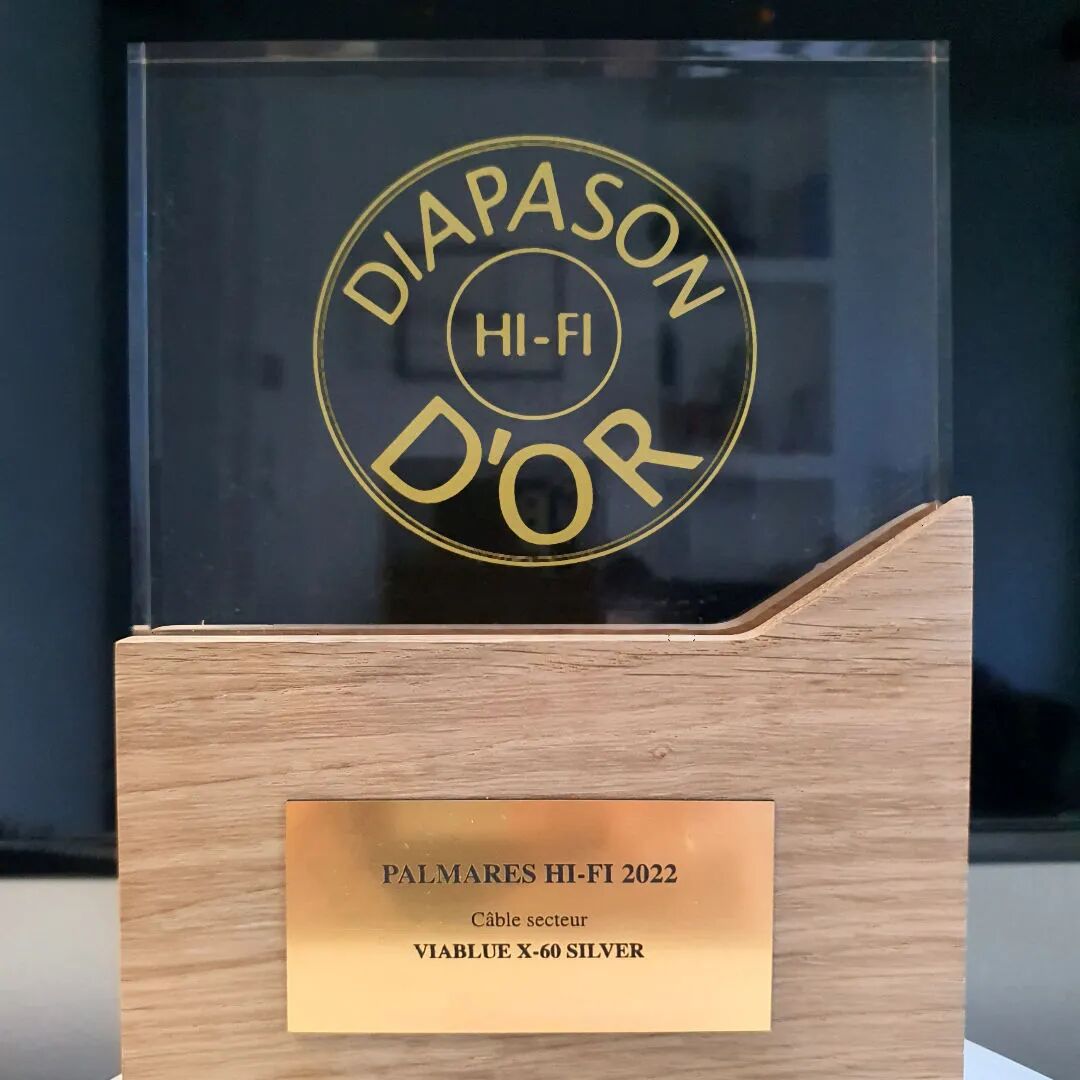 DIAPASON
HI-FI
D'OR
PALMARES HI-FI 2022
Câble secteur
VIABLUE X-60 SILVER